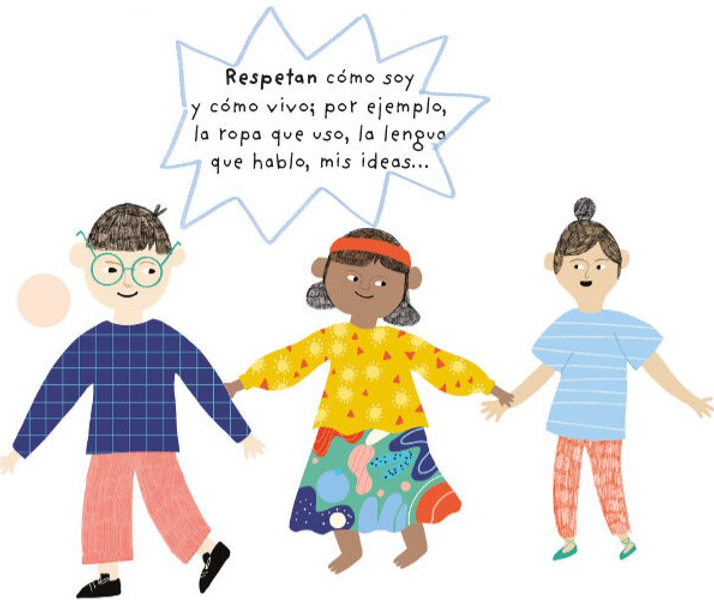 Respetan cómo soy
y cómo vivo; por ejemplo,
la ropa que uso, la lengua
que hablo, mis ideas...